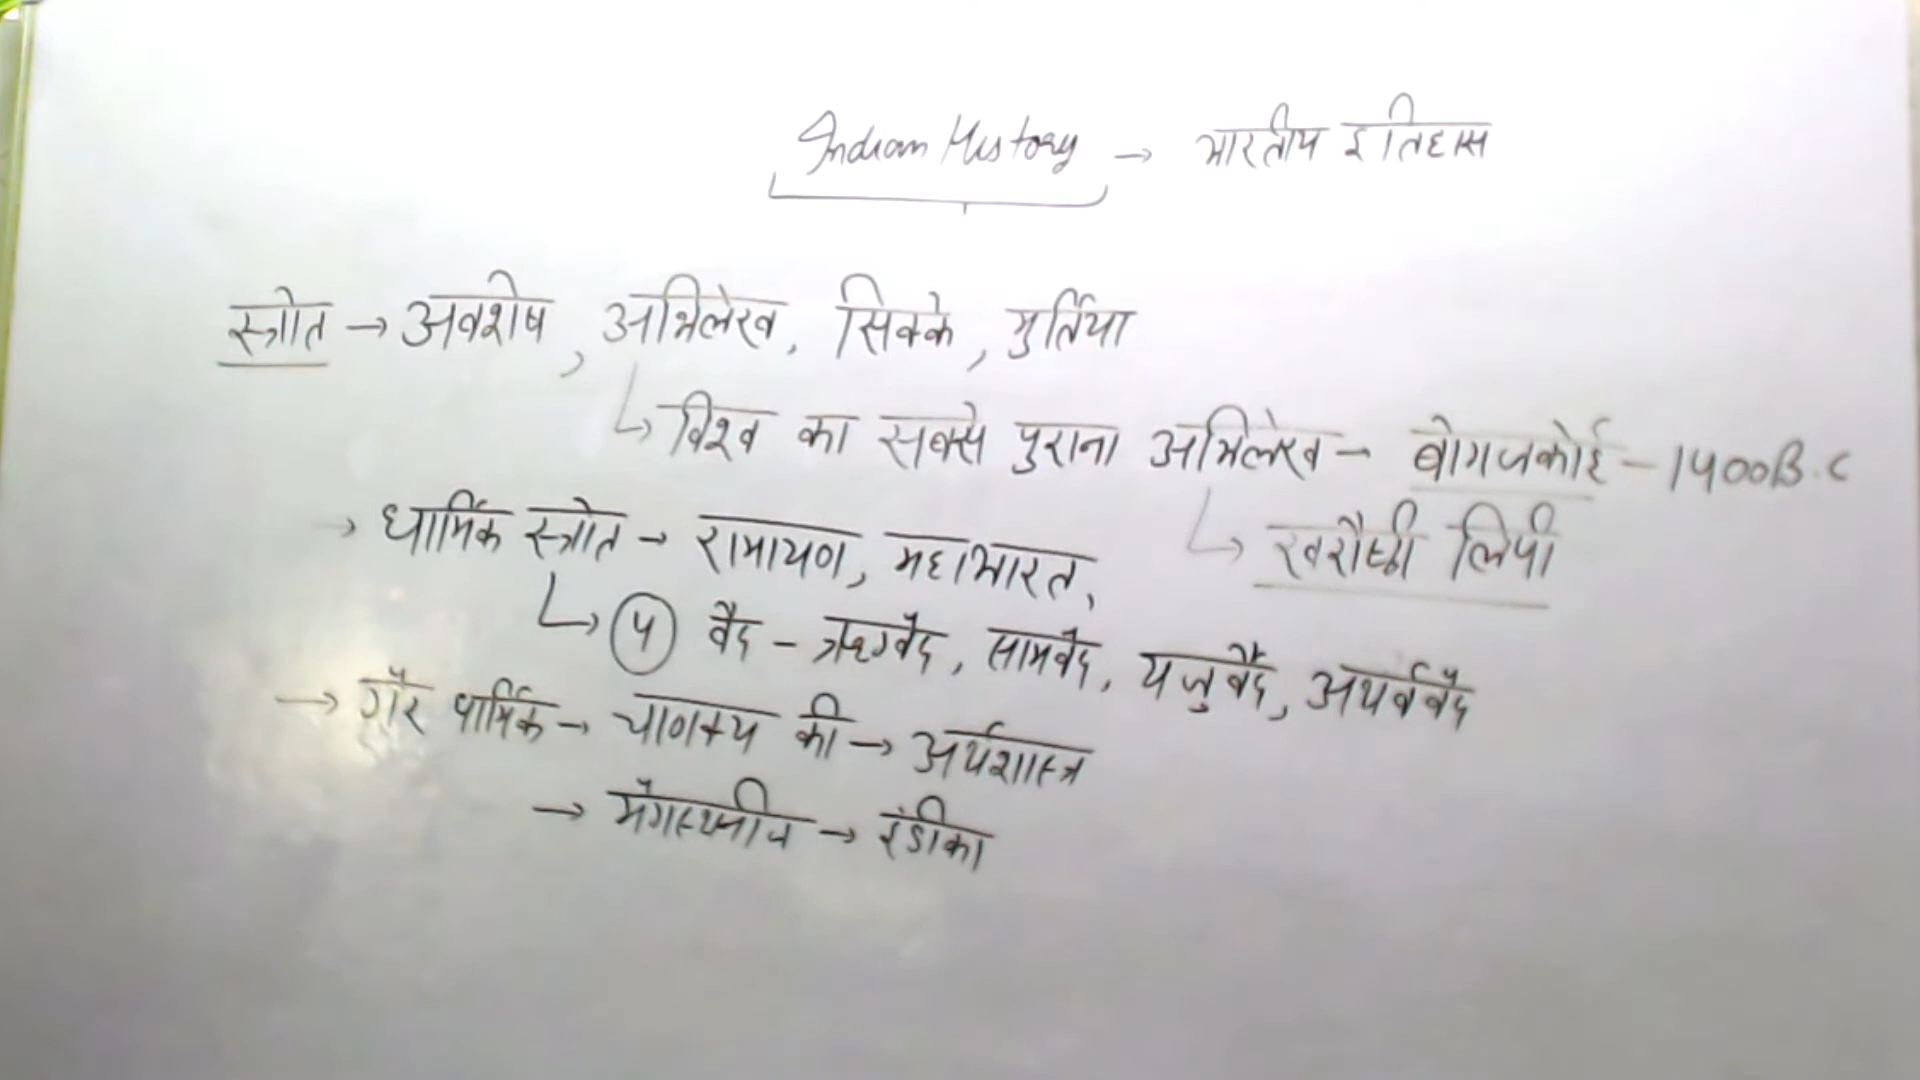 Indian History → भारतीय इतिहास
स्त्रोत → अवशेष, अभिलेख, सिक्के, मुर्तिया
↳ विश्व का सबसे पुराना अभिलेख - बोगजकोई - 1400 B.C
↳ खरौष्ठी लिपी
→ धार्मिक स्त्रोत → रामायण, महाभारत,
↳ 4 वैद - ऋग्वैद, सामवैद, यजुर्वैद, अथर्ववैद
→ गैर धार्मिक → चाणक्य की → अर्थशास्त्र
→ मैगस्थनीज → इंडीका